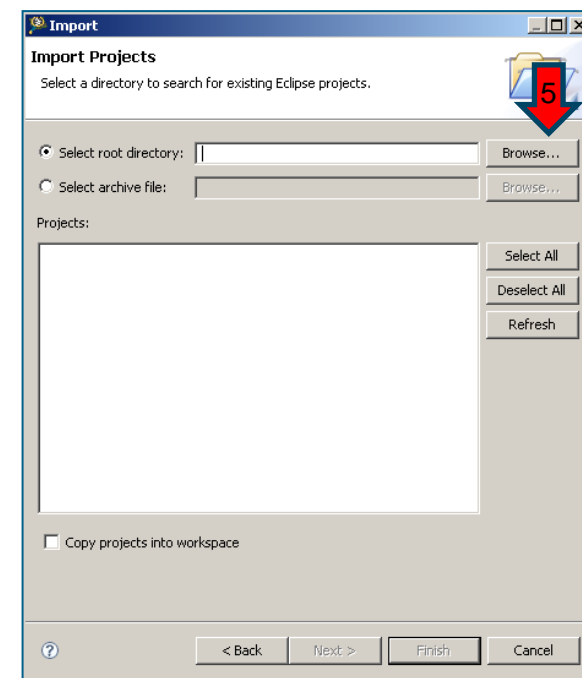 Import
Import Projects
Select a directory to search for existing Eclipse projects.
5
Select root directory:
Browse...
Select archive file:
Browse...
Projects:
Select All
Deselect All
Refresh
Copy projects into workspace
?
< Back
Next >
Finish
Cancel